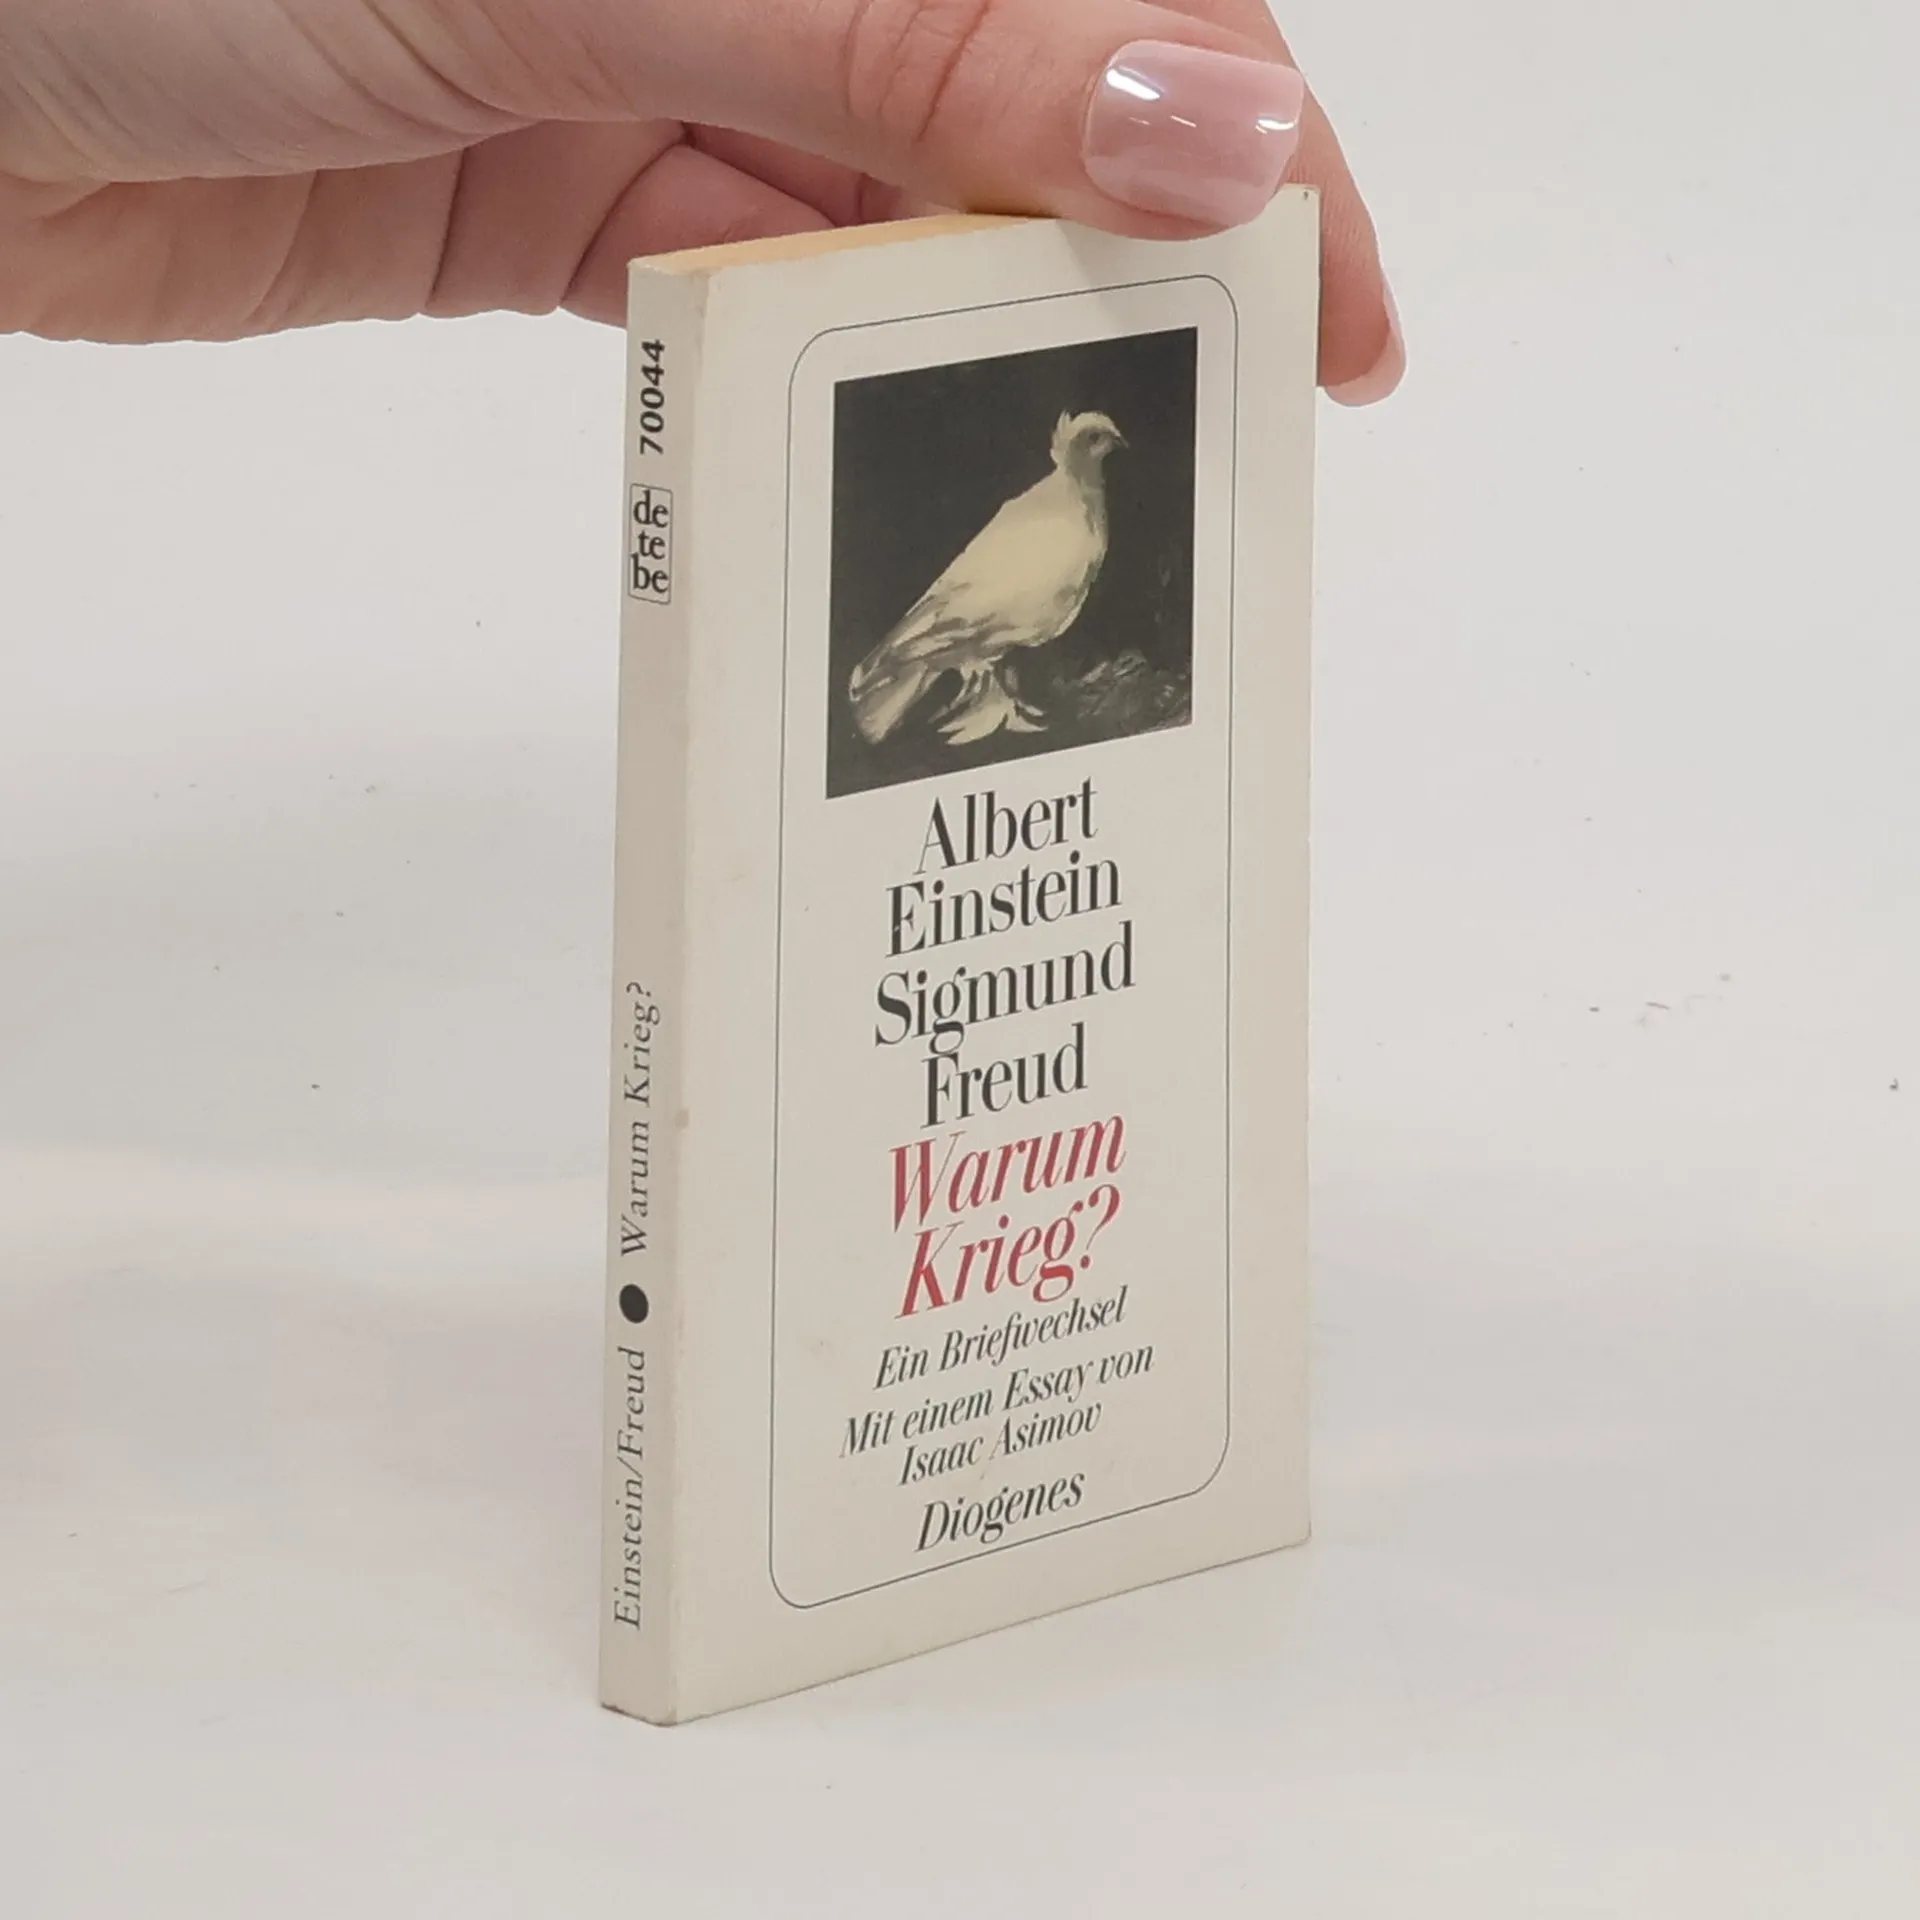 70044
de
te
be
Einstein/Freud ● Warum Krieg?
Albert
Einstein
Sigmund
Freud
Warum
Krieg?
Ein Briefwechsel
Mit einem Essay von
Isaac Asimov
Diogenes